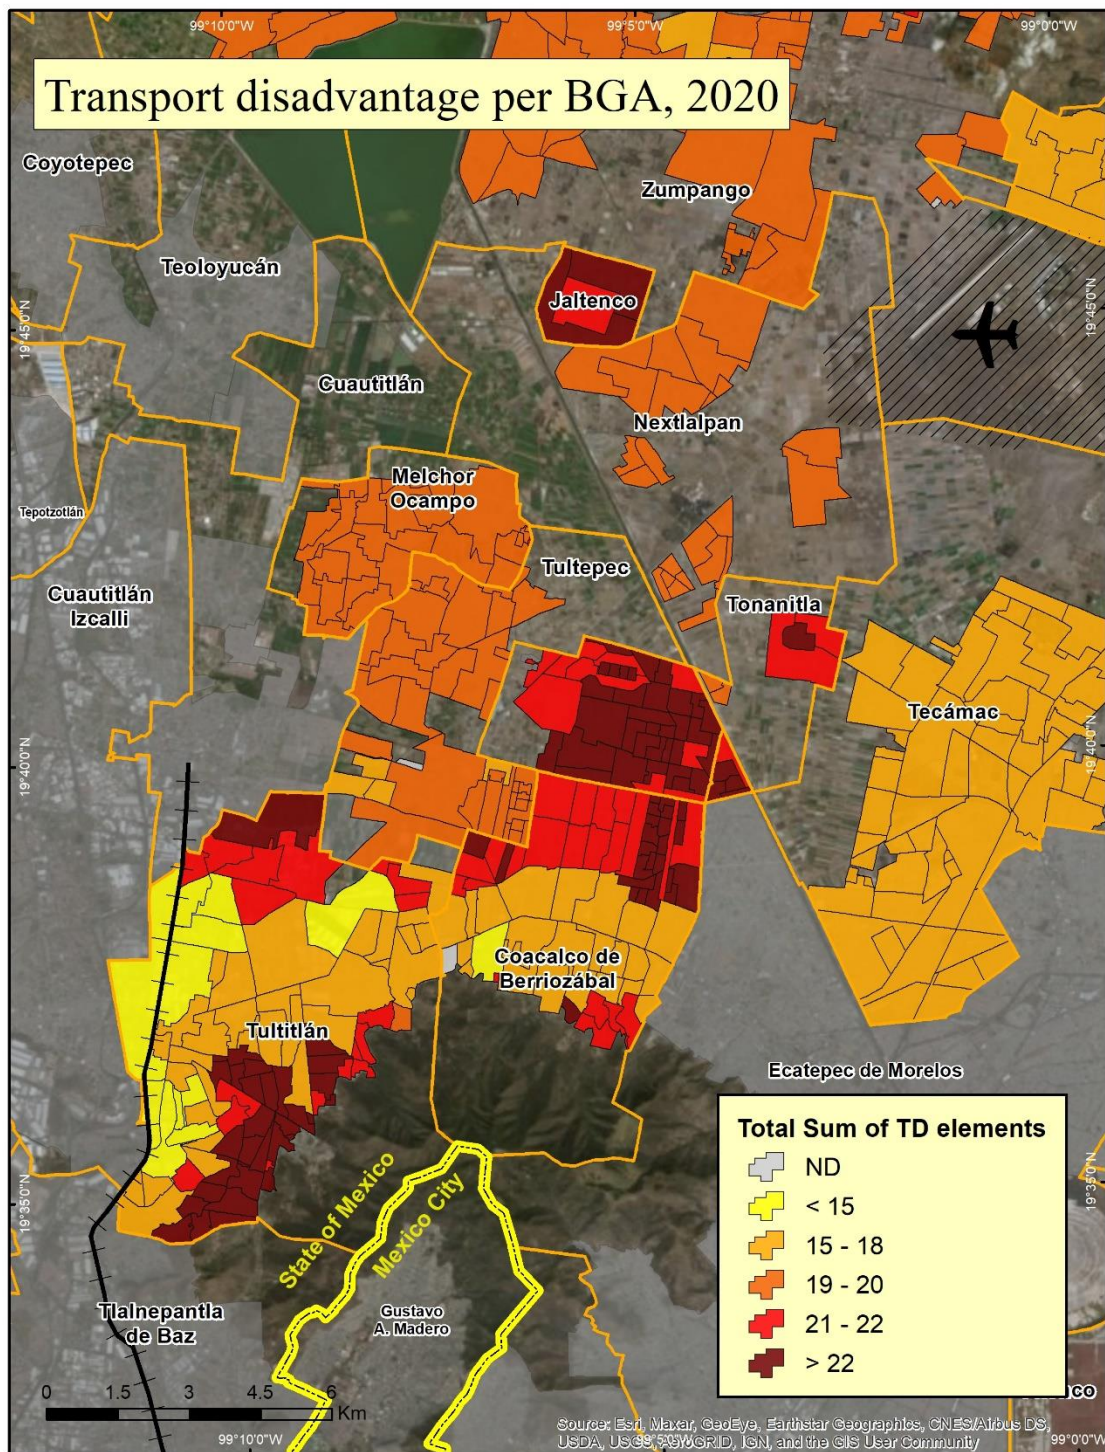 99°10'0"W
99°5'0"W
99°0'0"W
Transport disadvantage per BGA, 2020
Coyotepec
Zumpango
Teoloyucán
Jaltenco
19°45'0"N
19°45'0"N
Cuautitlán
Nextlalpan
Melchor
Ocampo
Tepotzotlán
Tultepec
Cuautitlán
Izcalli
Tonanitla
Tecámac
19°40'0"N
19°40'0"N
Coacalco de
Berriozábal
Tultitlán
Ecatepec de Morelos
State of Mexico
Mexico City
19°35'0"N
19°35'0"N
Total Sum of TD elements
ND
< 15
15 - 18
19 - 20
21 - 22
> 22
Tlalnepantla
de Baz
Gustavo
A. Madero
0 1.5 3 4.5 6
Km
Source: Esri, Maxar, GeoEye, Earthstar Geographics, CNES/Airbus DS,
USDA, USGS, AeroGRID, IGN, and the GIS User Community
99°10'0"W
99°5'0"W
99°0'0"W